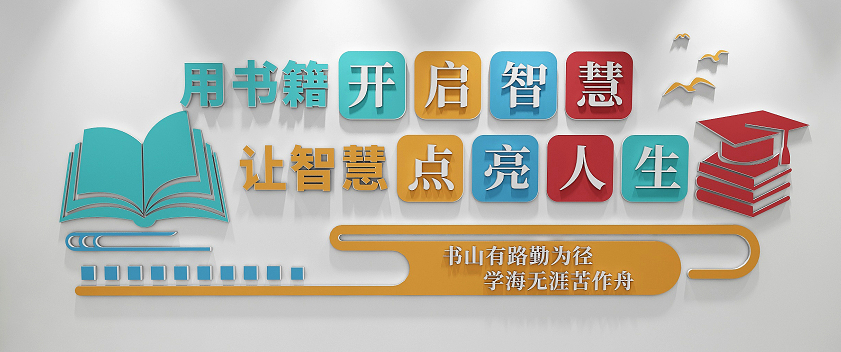 用书籍开启智慧
让智慧点亮人生
书山有路勤为径
学海无涯苦作舟